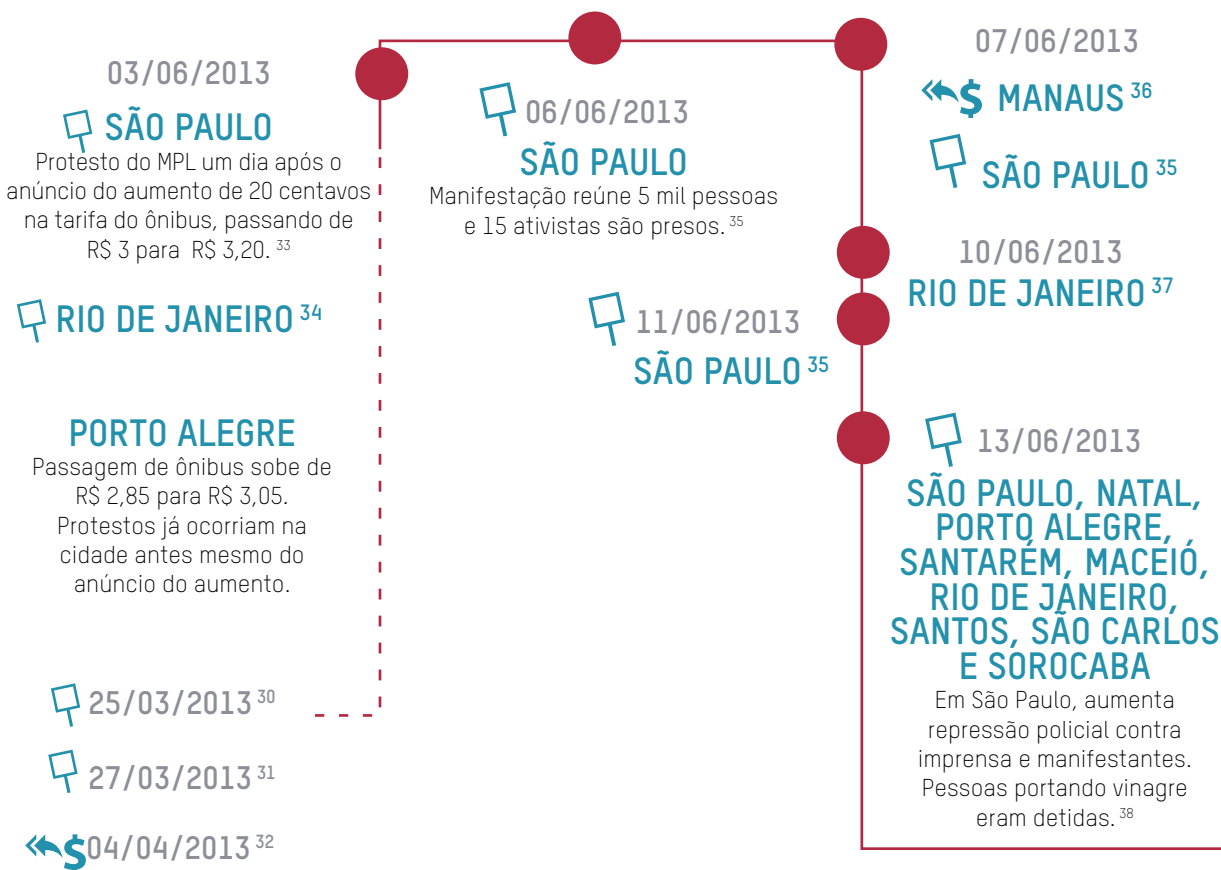 03/06/2013
SÃO PAULO
Protesto do MPL um dia após o
anúncio do aumento de 20 centavos
na tarifa do ônibus, passando de
R$ 3 para R$ 3,20. 33
RIO DE JANEIRO 34
PORTO ALEGRE
Passagem de ônibus sobe de
R$ 2,85 para R$ 3,05.
Protestos já ocorriam na
cidade antes mesmo do
anúncio do aumento.
25/03/2013 30
27/03/2013 31
$ 04/04/2013 32
06/06/2013
SÃO PAULO
Manifestação reúne 5 mil pessoas
e 15 ativistas são presos. 35
11/06/2013
SÃO PAULO 35
07/06/2013
$ MANAUS 36
SÃO PAULO 35
10/06/2013
RIO DE JANEIRO 37
13/06/2013
SÃO PAULO, NATAL,
PORTO ALEGRE,
SANTARÉM, MACEIÓ,
RIO DE JANEIRO,
SANTOS, SÃO CARLOS
E SOROCABA
Em São Paulo, aumenta
repressão policial contra
imprensa e manifestantes.
Pessoas portando vinagre
eram detidas. 38